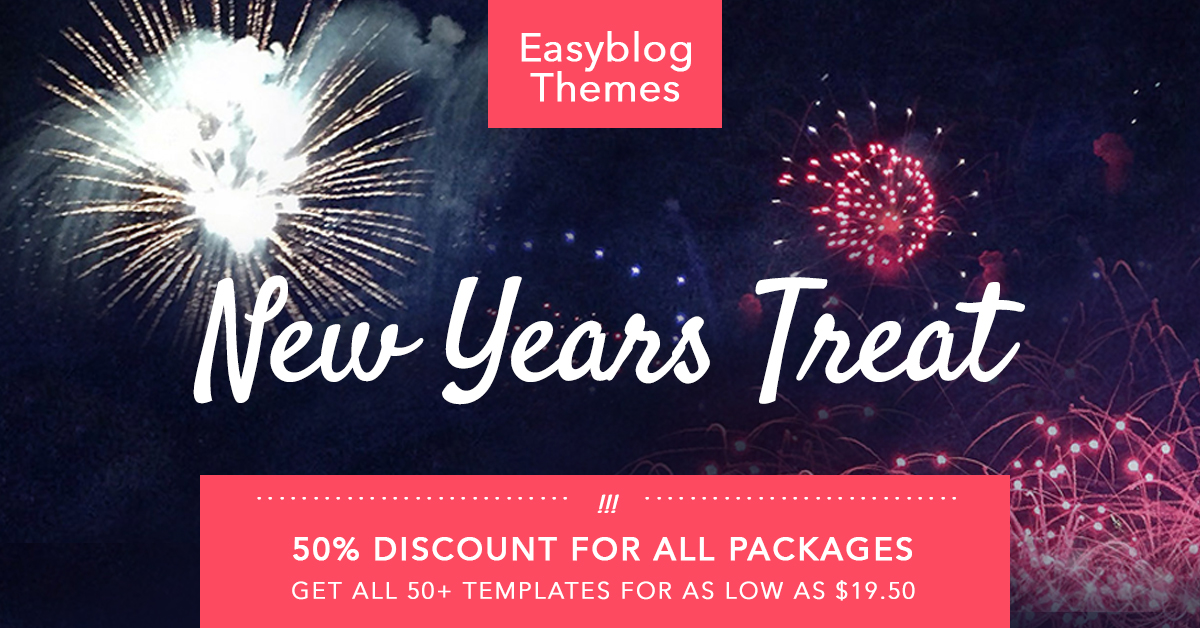 Easyblog
Themes
New Years Treat
!!!
50% DISCOUNT FOR ALL PACKAGES
GET ALL 50+ TEMPLATES FOR AS LOW AS $19.50